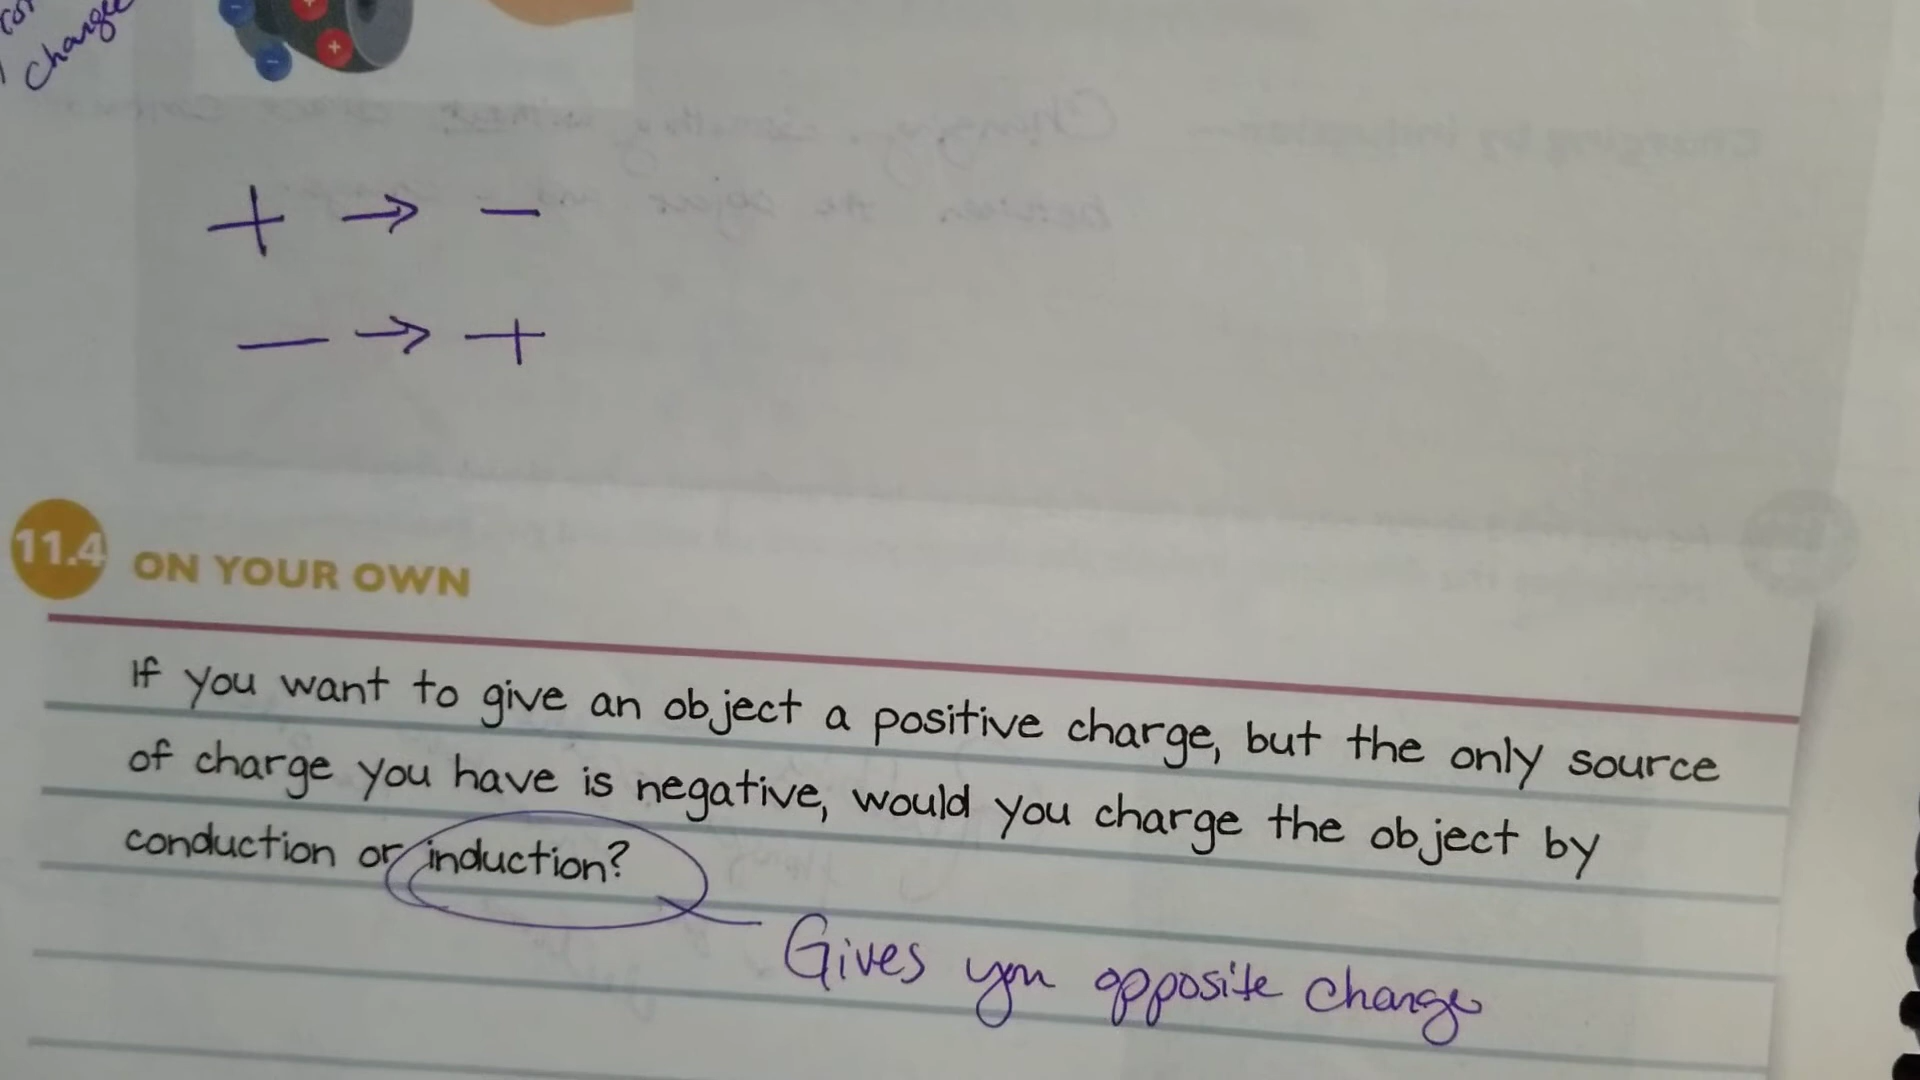 change
+ → −
− → +
11.4 ON YOUR OWN
If you want to give an object a positive charge, but the only source
of charge you have is negative, would you charge the object by
conduction or induction?
Gives you opposite charge